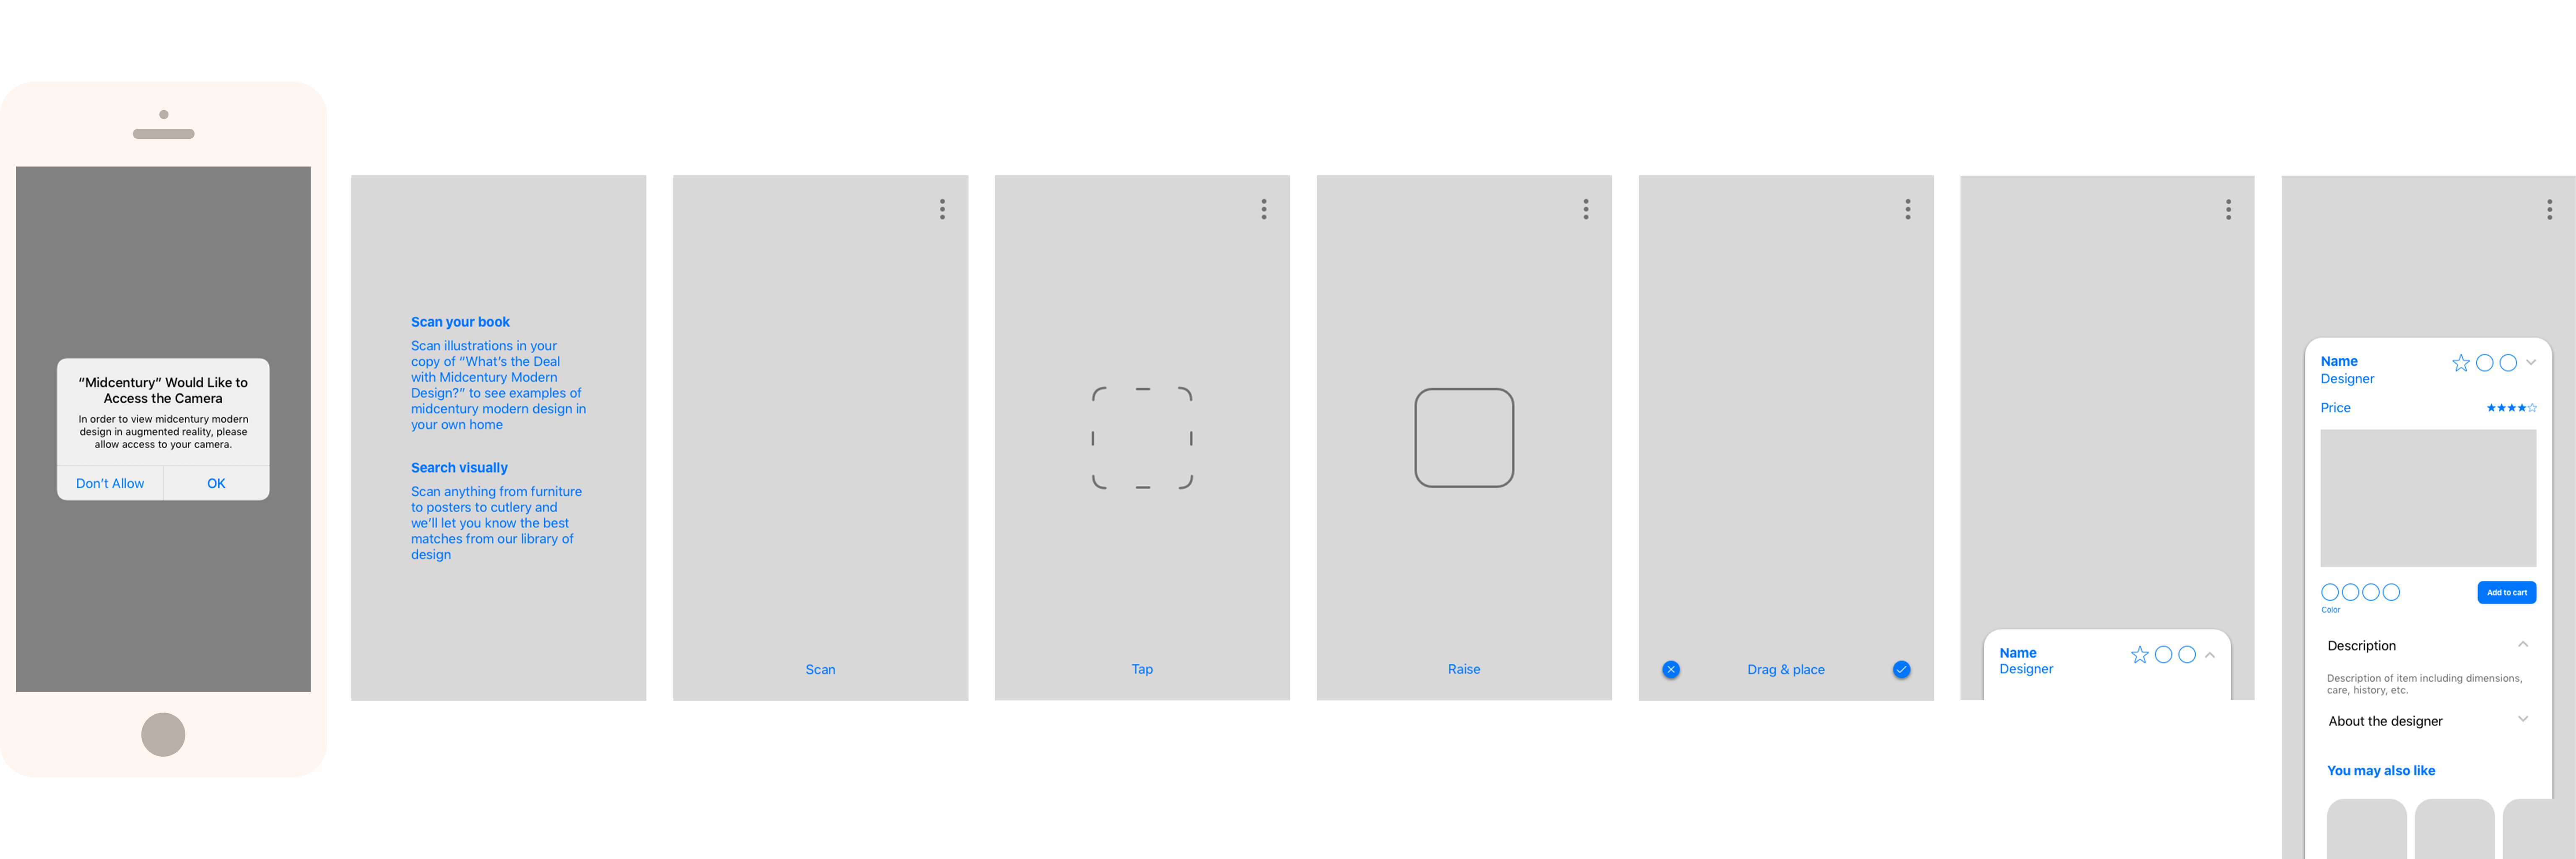 “Midcentury” Would Like to
Access the Camera
In order to view midcentury modern
design in augmented reality, please
allow access to your camera.
Don’t Allow
OK
Scan your book
Scan illustrations in your
copy of “What’s the Deal
with Midcentury Modern
Design?” to see examples of
midcentury modern design in
your own home
Search visually
Scan anything from furniture
to posters to cutlery and
we’ll let you know the best
matches from our library of
design
Scan
Tap
Raise
Drag & place
Name
Designer
Name
Designer
Price
Color
Add to cart
Description
Description of item including dimensions,
care, history, etc.
About the designer
You may also like